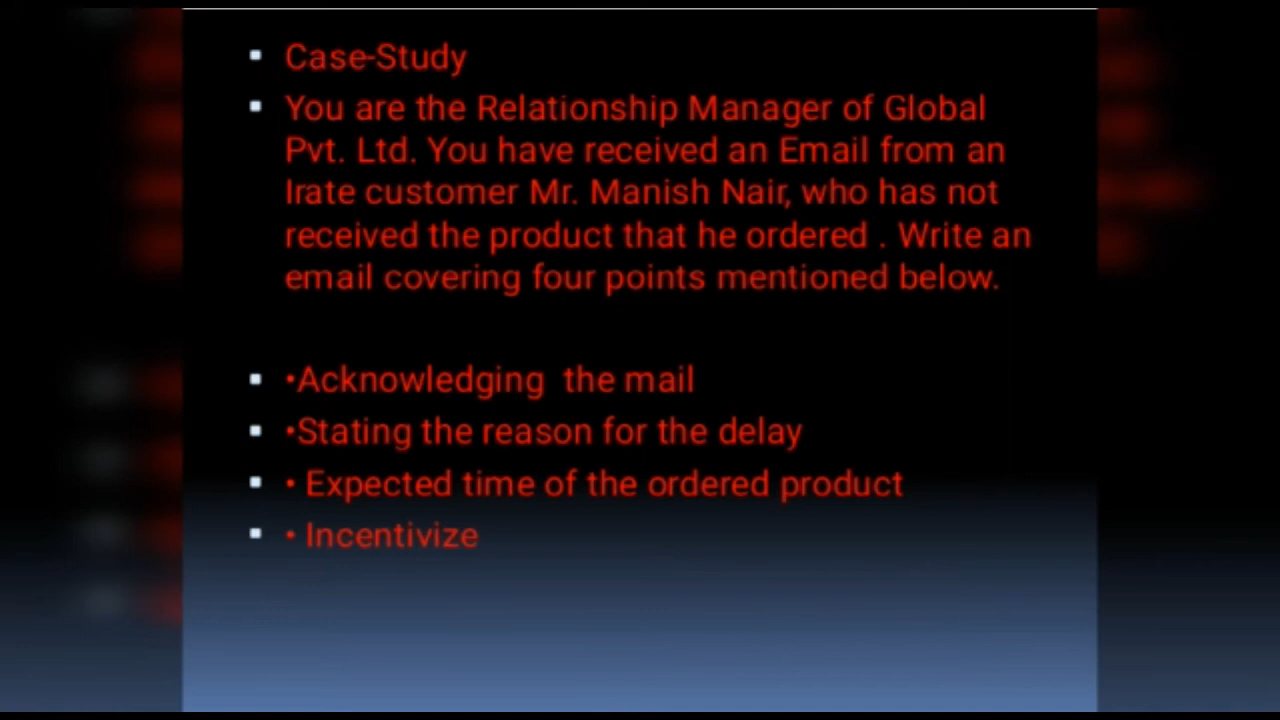 Case-Study
You are the Relationship Manager of Global
Pvt. Ltd. You have received an Email from an
Irate customer Mr. Manish Nair, who has not
received the product that he ordered . Write an
email covering four points mentioned below.
•Acknowledging the mail
•Stating the reason for the delay
• Expected time of the ordered product
• Incentivize